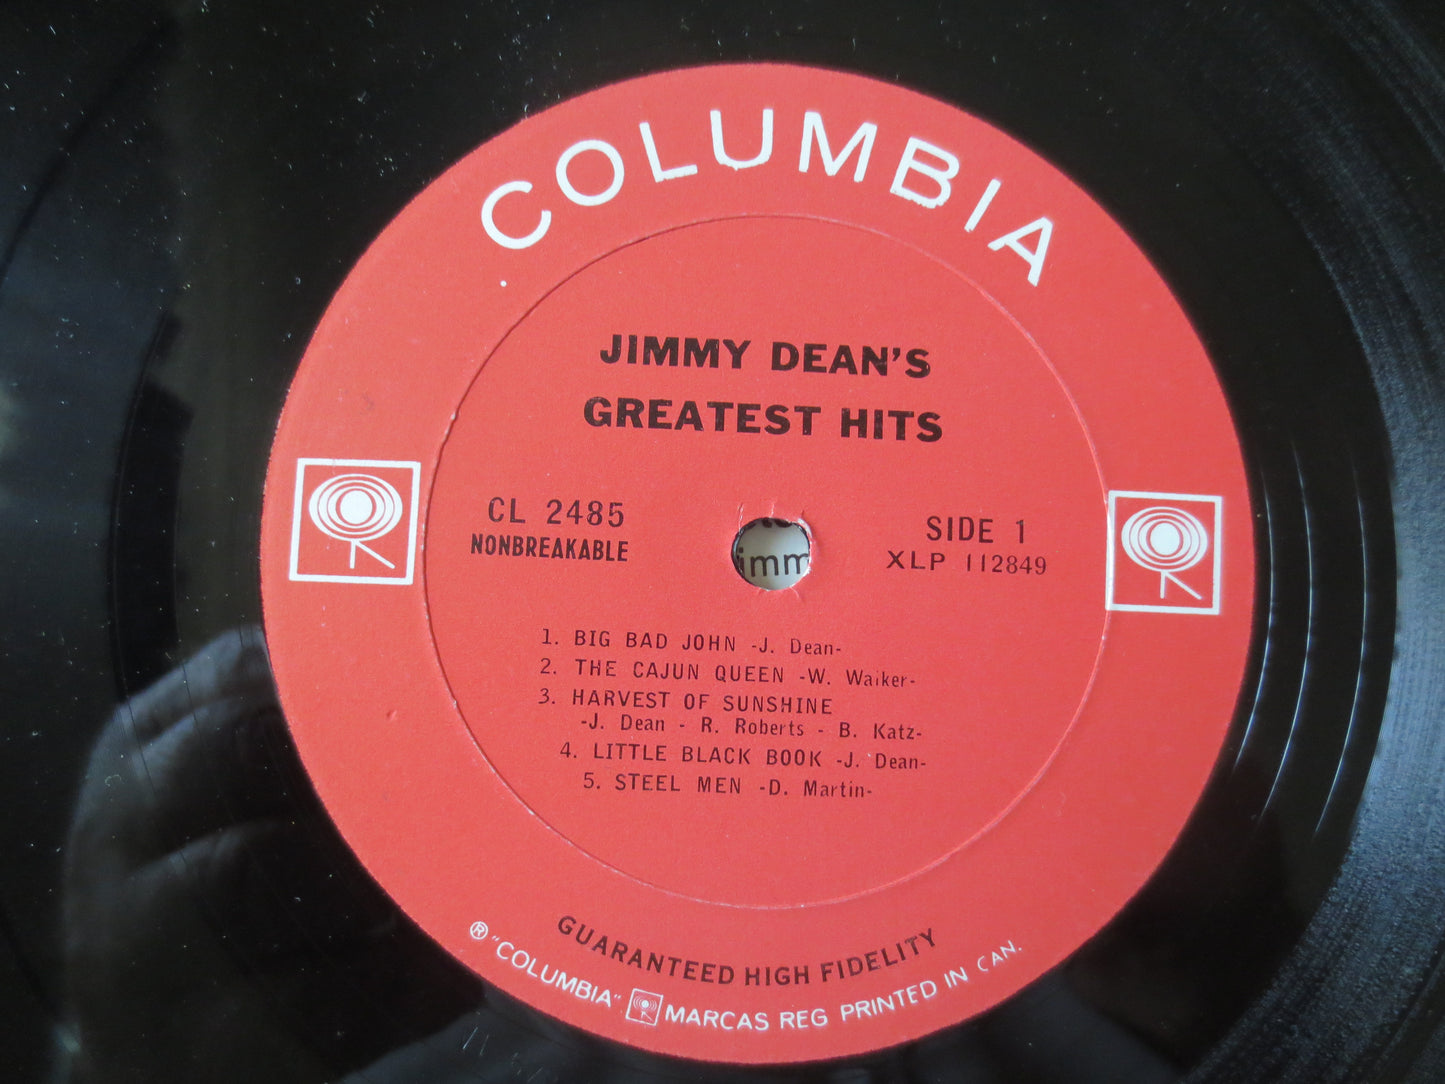 COLUMBIA
JIMMY DEAN'S
GREATEST HITS
CL 2485
NONBREAKABLE
SIDE 1
XLP 112849
imm
1. BIG BAD JOHN -J. Dean-
2. THE CAJUN QUEEN -W. Walker-
3. HARVEST OF SUNSHINE
-J. Dean - R. Roberts - B. Katz-
4. LITTLE BLACK BOOK -J. Dean-
5. STEEL MEN -D. Martin-
GUARANTEED HIGH FIDELITY
® "COLUMBIA", MARCAS REG PRINTED IN CAN.